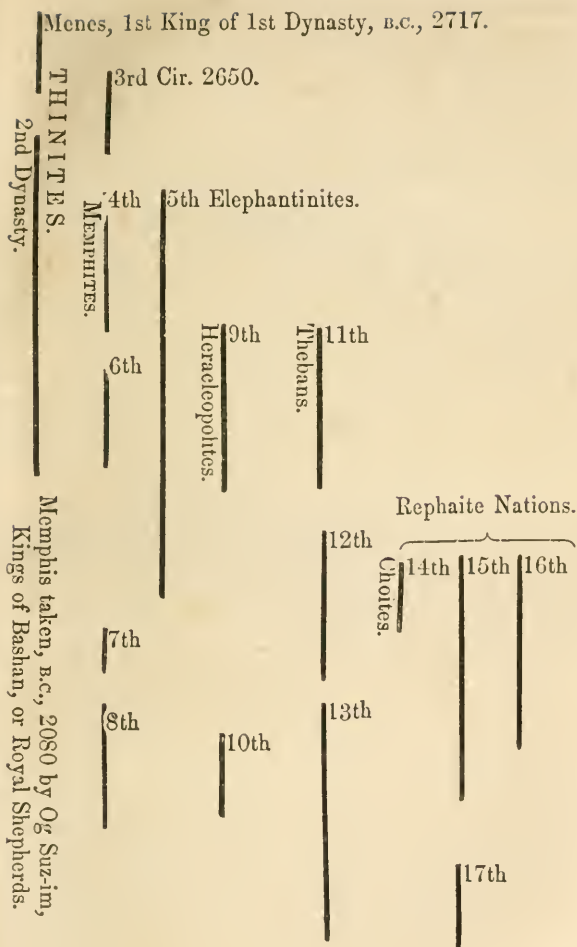 Menes, 1st King of 1st Dynasty, B.C., 2717.
THINITES.
2nd Dynasty.
3rd Cir. 2650.
4th
MEMPHITES.
5th Elephantinites.
6th
9th
Heracleopolites.
11th
Thebans.
Rephaite Nations.
12th
Choites.
14th
15th
16th
7th
8th
10th
13th
17th
Memphis taken, B.C., 2080 by Og Suz-im,
Kings of Bashan, or Royal Shepherds.